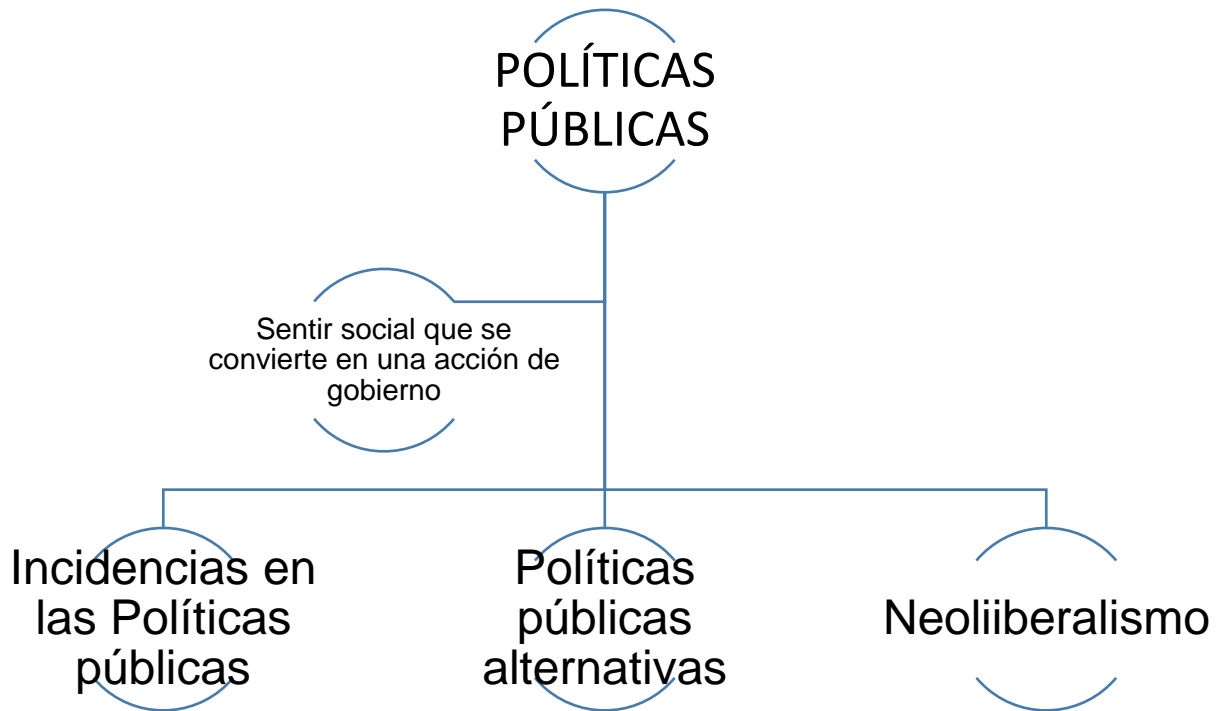 POLÍTICAS
PÚBLICAS
Sentir social que se
convierte en una acción de
gobierno
Incidencias en
las Políticas
públicas
Políticas
públicas
alternativas
Neoliiberalismo